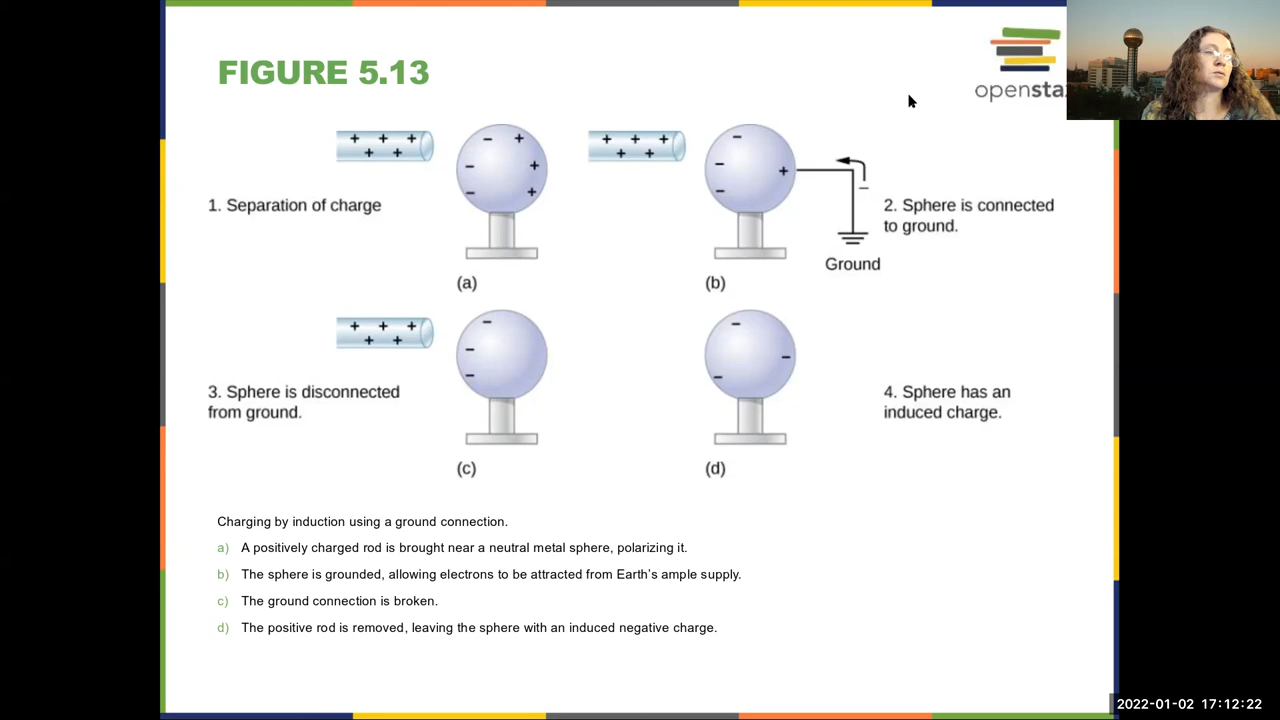 FIGURE 5.13
opensta
1. Separation of charge
(a)
2. Sphere is connected
to ground.
Ground
(b)
3. Sphere is disconnected
from ground.
(c)
4. Sphere has an
induced charge.
(d)
Charging by induction using a ground connection.
a) A positively charged rod is brought near a neutral metal sphere, polarizing it.
b) The sphere is grounded, allowing electrons to be attracted from Earth's ample supply.
c) The ground connection is broken.
d) The positive rod is removed, leaving the sphere with an induced negative charge.
2022-01-02 17:12:22